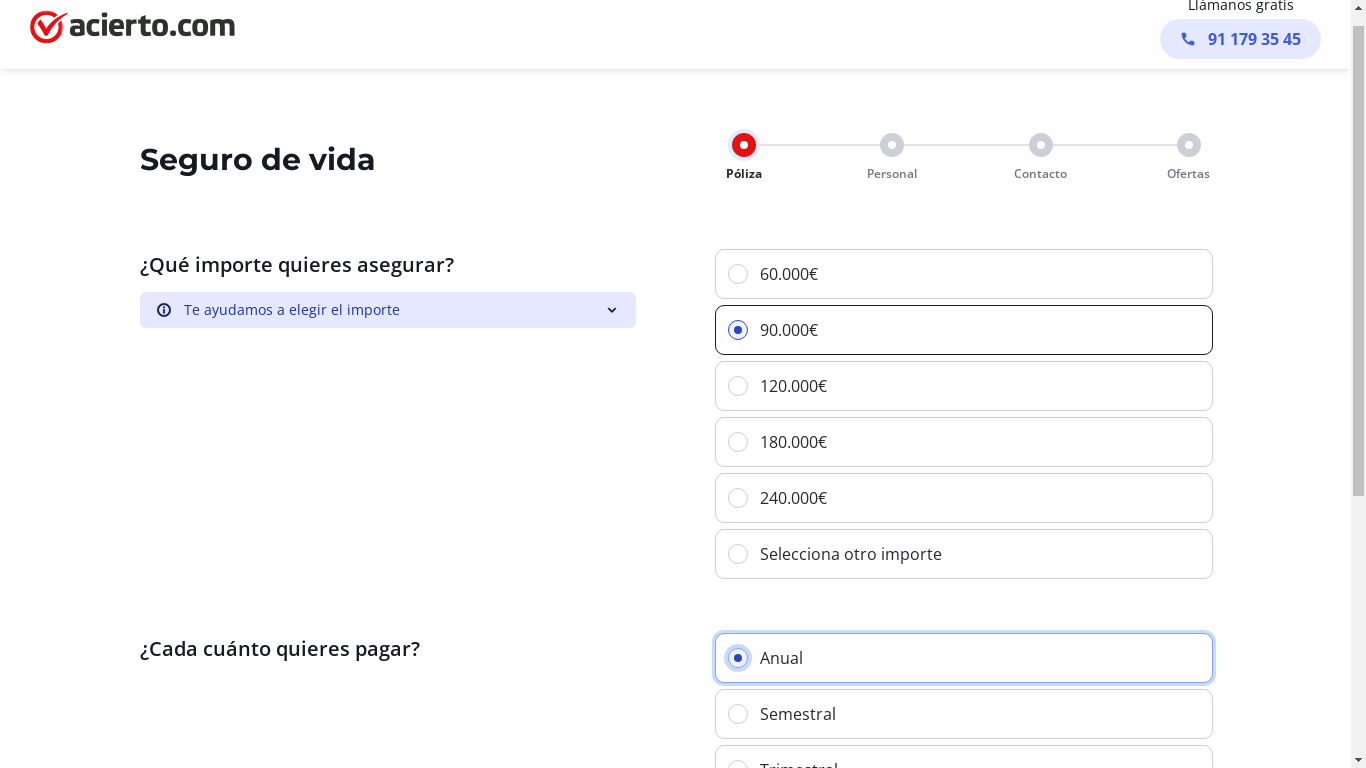 acierto.com
Llámanos gratis
91 179 35 45
Seguro de vida
Póliza
Personal
Contacto
Ofertas
¿Qué importe quieres asegurar?
Te ayudamos a elegir el importe
60.000€
90.000€
120.000€
180.000€
240.000€
Selecciona otro importe
¿Cada cuánto quieres pagar?
Anual
Semestral
Trimestral